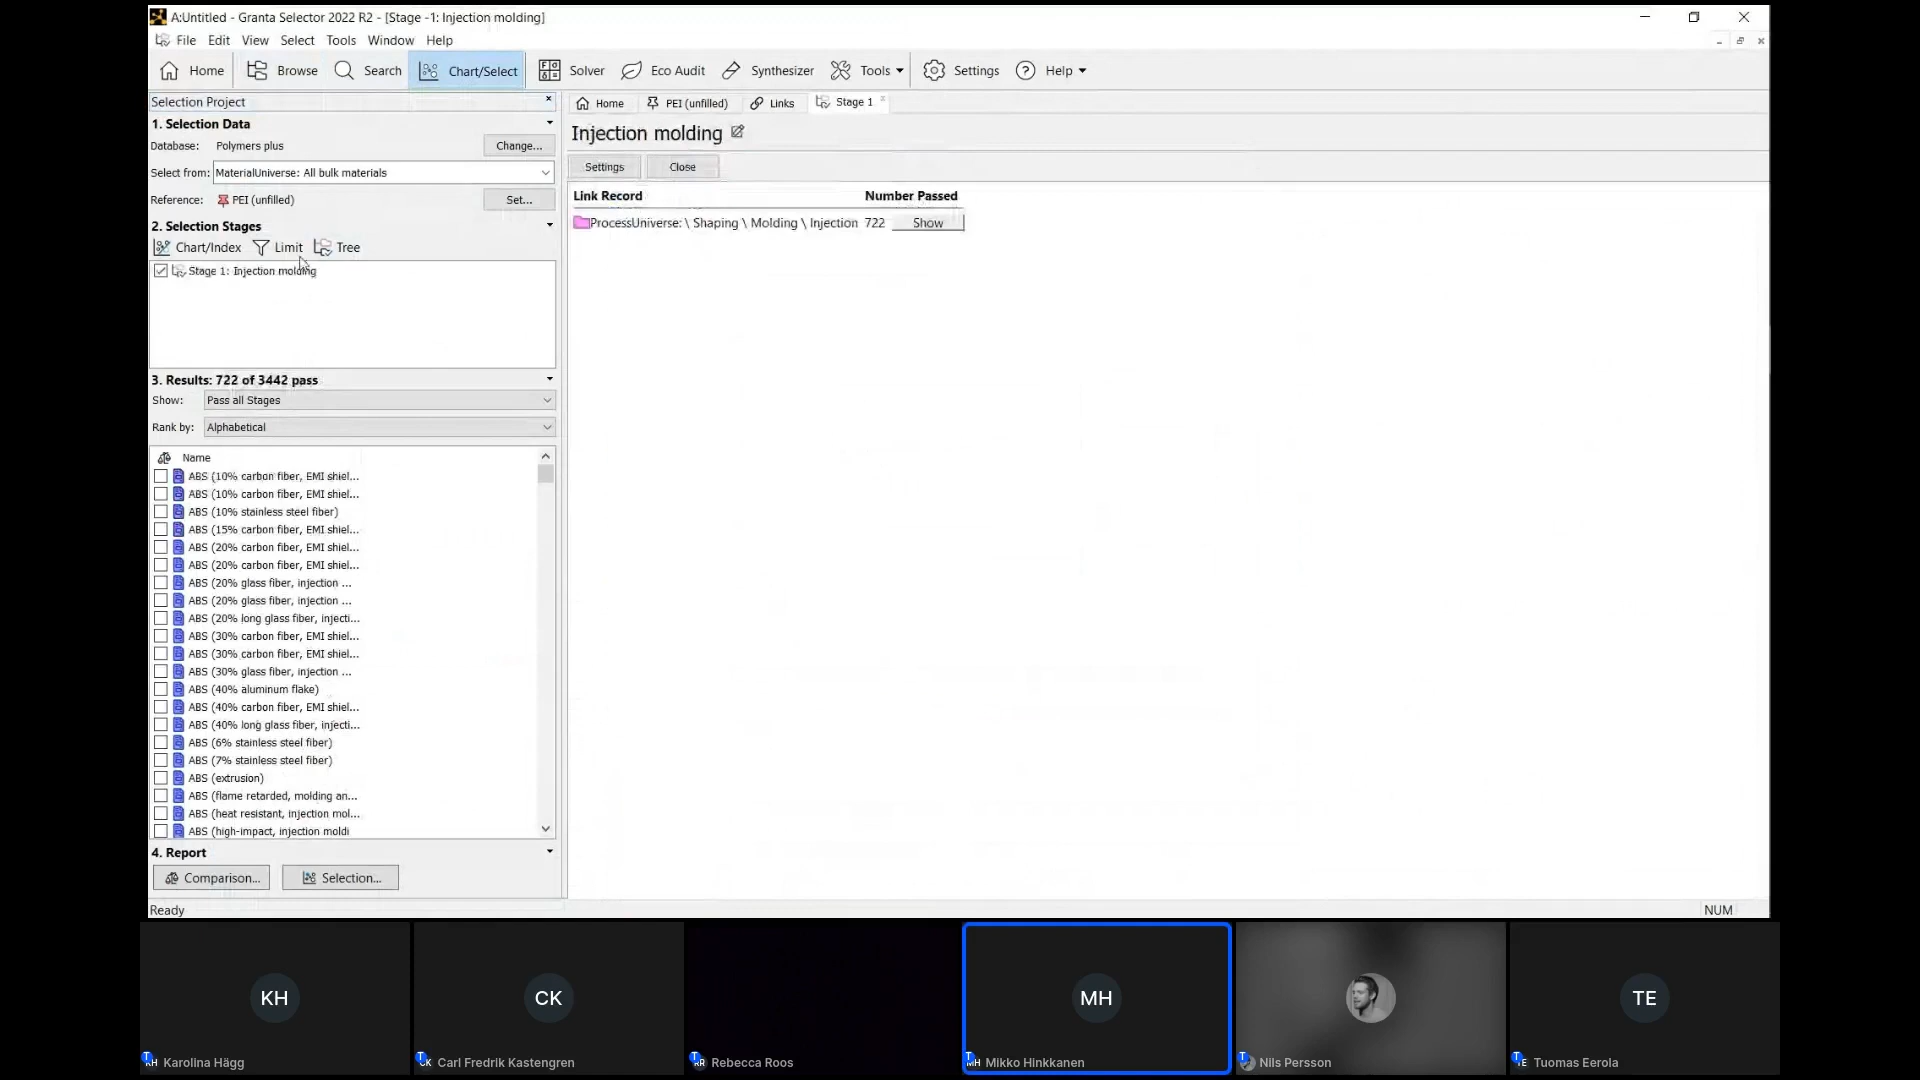 A:Untitled - Granta Selector 2022 R2 - [Stage -1: Injection molding]
File Edit View Select Tools Window Help
Home Browse Search Chart/Select Solver Eco Audit Synthesizer Tools Settings Help
Selection Project
Home PEI (unfilled) Links Stage 1
1. Selection Data
Injection molding
Database: Polymers plus Change...
Select from: MaterialUniverse: All bulk materials
Settings Close
Reference: PEI (unfilled) Set...
Link Record Number Passed
ProcessUniverse: \ Shaping \ Molding \ Injection 722 Show
2. Selection Stages
Chart/Index Limit Tree
Stage 1: Injection molding
3. Results: 722 of 3442 pass
Show: Pass all Stages
Rank by: Alphabetical
Name
ABS (10% carbon fiber, EMI shiel...
ABS (10% carbon fiber, EMI shiel...
ABS (10% stainless steel fiber)
ABS (15% carbon fiber, EMI shiel...
ABS (20% carbon fiber, EMI shiel...
ABS (20% carbon fiber, EMI shiel...
ABS (20% glass fiber, injection ...
ABS (20% glass fiber, injection ...
ABS (20% long glass fiber, injecti...
ABS (30% carbon fiber, EMI shiel...
ABS (30% carbon fiber, EMI shiel...
ABS (30% glass fiber, injection ...
ABS (40% aluminum flake)
ABS (40% carbon fiber, EMI shiel...
ABS (40% long glass fiber, injecti...
ABS (6% stainless steel fiber)
ABS (7% stainless steel fiber)
ABS (extrusion)
ABS (flame retarded, molding an...
ABS (heat resistant, injection mol...
ABS (high-impact, injection moldi
4. Report
Comparison... Selection...
Ready NUM
KH CK MH TE
Karolina Hägg Carl Fredrik Kastengren Rebecca Roos Mikko Hinkkanen Nils Persson Tuomas Eerola